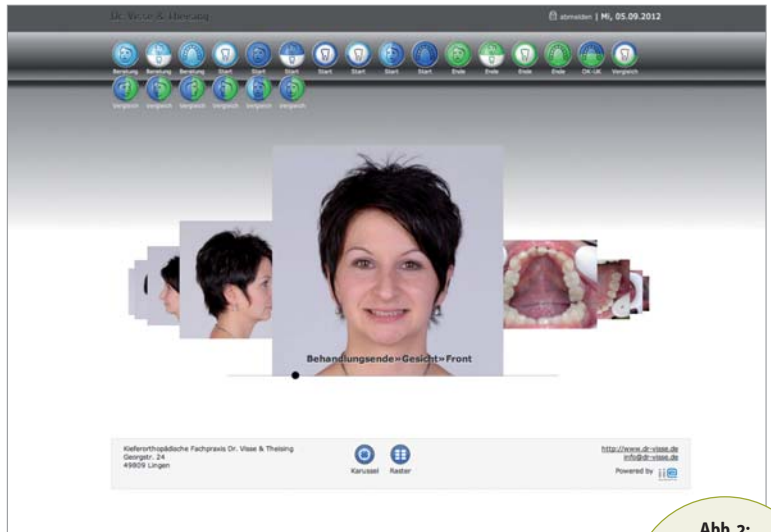 Dr. Visse & Theising
abmelden | Mi, 05.09.2012
Beratung Beratung Beratung Start Start Start Start Start Start Start Ende Ende Ende Ende OK-UK Vergleich
Vergleich Vergleich Vergleich Vergleich Vergleich Vergleich
Behandlungsende»Gesicht»Front
Kieferorthopädische Fachpraxis Dr. Visse & Theising
Georgstr. 24
49809 Lingen
Karussel Raster
http://www.dr-visse.de
info@dr-visse.de
Powered by
Abb. 2: